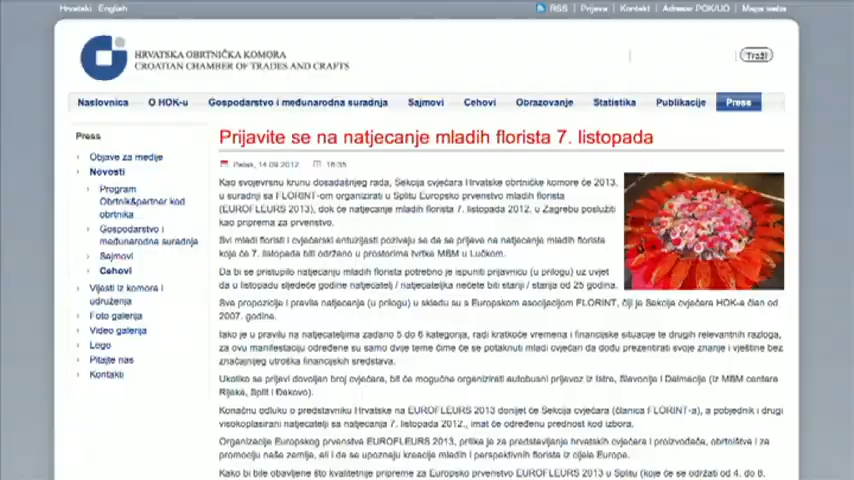 Hrvatski English
RSS | Prijava | Kontakt | Adresar POK/UO | Mapa weba
HRVATSKA OBRTNIČKA KOMORA
CROATIAN CHAMBER OF TRADES AND CRAFTS
Traži
Naslovnica O HOK-u Gospodarstvo i međunarodna suradnja Sajmovi Cehovi Obrazovanje Statistika Publikacije Press
Press
Objave za medije
Novosti
Program
Obrtnik&partner kod
obrtnika
Gospodarstvo i
međunarodna suradnja
Sajmovi
Cehovi
Vijesti iz komora i
udruženja
Foto galerija
Video galerija
Logo
Pitajte nas
Kontakti
Prijavite se na natjecanje mladih florista 7. listopada
Petak, 14.09.2012. 16:35
Kao svojevrsnu krunu dosadašnjeg rada, Sekcija cvjećara Hrvatske obrtničke komore će 2013.
u suradnji sa FLORINT-om organizirati u Splitu Europsko prvenstvo mladih florista
(EUROFLEURS 2013), dok će natjecanje mladih florista 7. listopada 2012. u Zagrebu poslužiti
kao priprema za prvenstvo.
Svi mladi floristi i cvjećarski entuzijasti pozivaju se da se prijave na natjecanje mladih florista
koje će 7. listopada biti održano u prostorima tvrtke MBM u Lučkom.
Da bi se pristupilo natjecanju mladih florista potrebno je ispuniti prijavnicu (u prilogu) uz uvjet
da u listopadu sljedeće godine natjecatelj / natjecateljka nećete biti stariji / starija od 25 godina.
Sve propozicije i pravila natjecanja (u prilogu) u skladu su s Europskom asocijacijom FLORINT, čiji je Sekcija cvjećara HOK-a član od
2007. godine.
Iako je u pravilu na natjecateljima zadano 5 do 6 kategorija, radi kratkoće vremena i financijske situacije te drugih relevantnih razloga,
za ovu manifestaciju određene su samo dvije teme čime će se potaknuti mladi cvjećari da dođu prezentirati svoje znanje i vještine bez
značajnijeg utroška financijskih sredstava.
Ukoliko se prijavi dovoljan broj cvjećara, bit će moguće organizirati autobusni prijevoz iz Istre, Slavonije i Dalmacije (iz MBM centara
Rijeka, Split i Đakovo).
Konačnu odluku o predstavniku Hrvatske na EUROFLEURS 2013 donijet će Sekcija cvjećara (članica FLORINT-a), a pobjednik i drugi
visokoplasirani natjecatelji sa natjecanja 7. listopada 2012., imat će određenu prednost kod izbora.
Organizacija Europskog prvenstva EUROFLEURS 2013, prilika je za predstavljanje hrvatskih cvjećara i proizvođača, obrtništva i za
promociju naše zemlje, ali i da se upoznaju kreacije mladih i perspektivnih florista iz cijele Europe.
Kako bi bile obavljene što kvalitetnije pripreme za Europsko prvenstvo EUROFLEURS 2013 u Splitu (koje će se održati od 4. do 8.